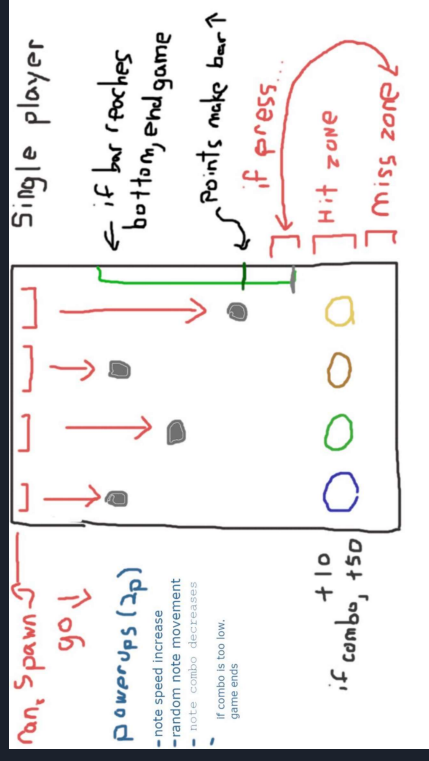 ran. spawn
go ↓
powerups (2p)
- note speed increase
-random note movement
- note combo decreases
-
if combo is too low.
game ends
+10
if combo, +50
Single player
← if bar reaches
bottom, endgame
points make bar ↑
if press...
Hit zone
miss zone